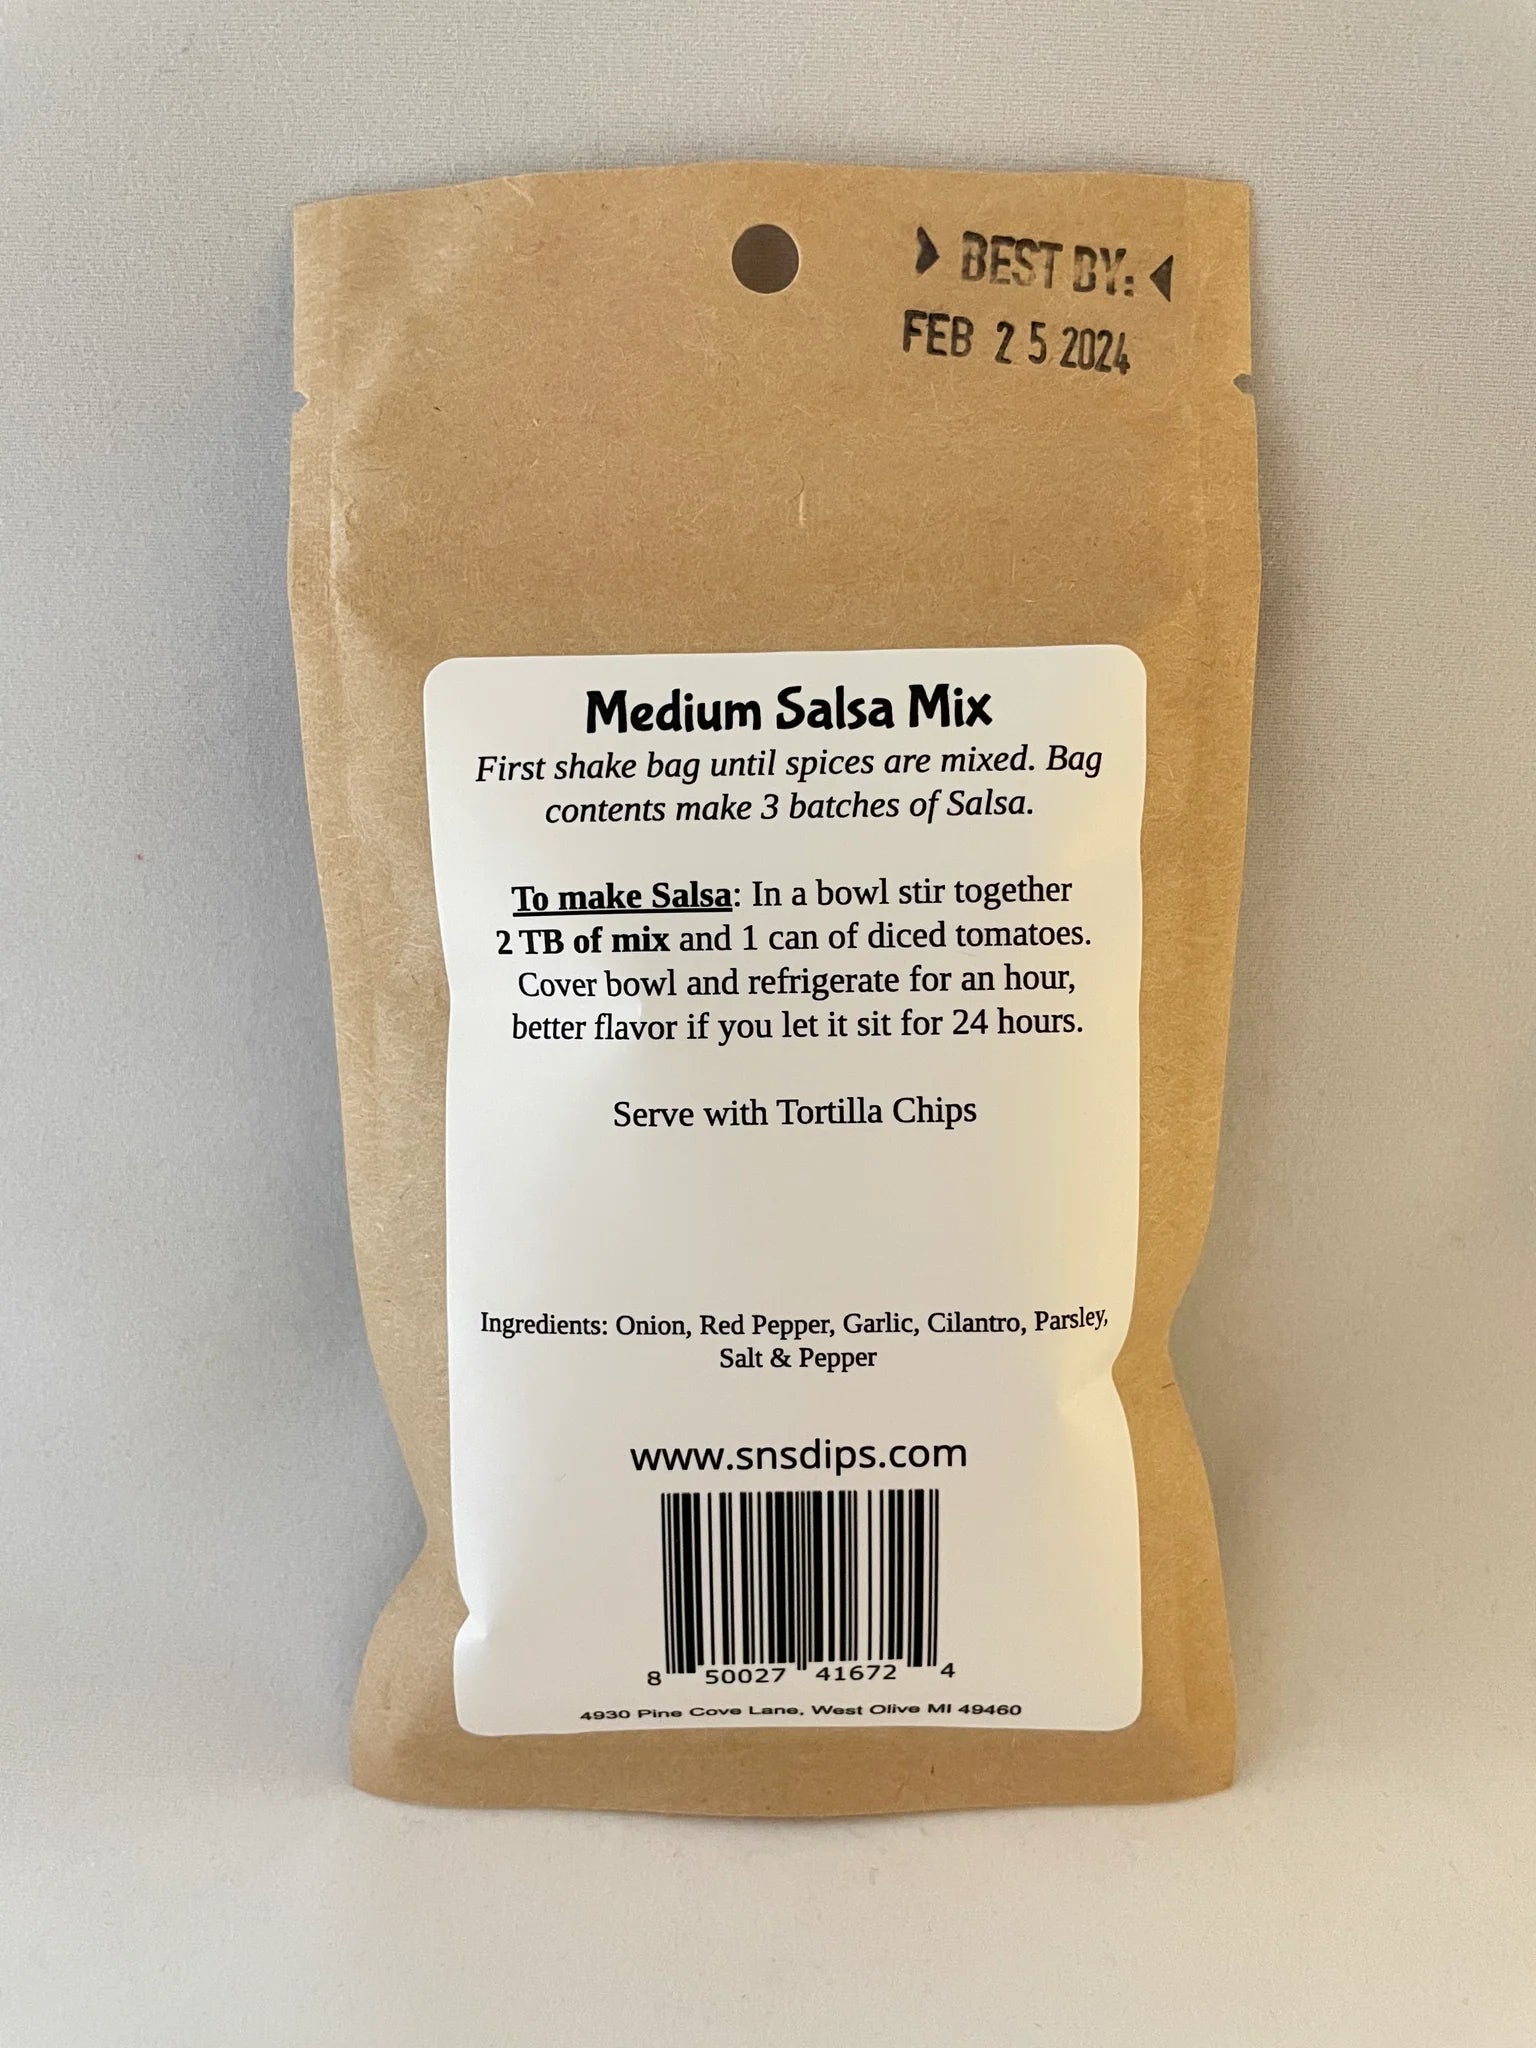 BEST BY:
FEB 25 2024
Medium Salsa Mix
First shake bag until spices are mixed. Bag
contents make 3 batches of Salsa.
To make Salsa: In a bowl stir together
2 TB of mix and 1 can of diced tomatoes.
Cover bowl and refrigerate for an hour,
better flavor if you let it sit for 24 hours.
Serve with Tortilla Chips
Ingredients: Onion, Red Pepper, Garlic, Cilantro, Parsley,
Salt & Pepper
www.snsdips.com
8 50027 41672 4
4930 Pine Cove Lane, West Olive MI 49460